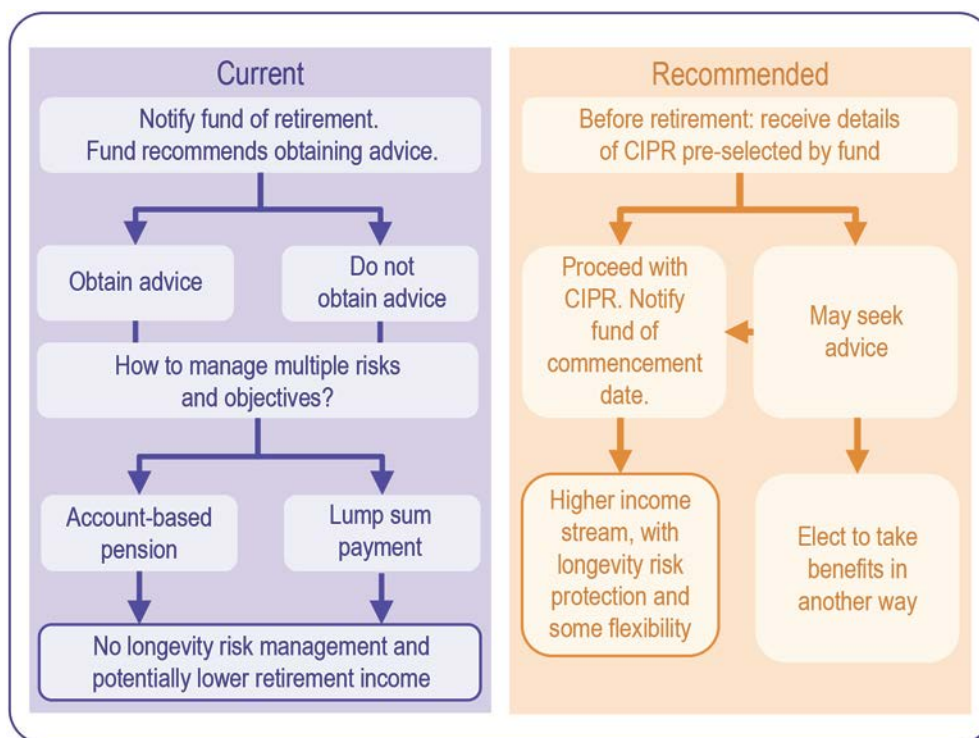 Current
Notify fund of retirement.
Fund recommends obtaining advice.
Obtain advice
Do not
obtain advice
How to manage multiple risks
and objectives?
Account-based
pension
Lump sum
payment
No longevity risk management and
potentially lower retirement income
Recommended
Before retirement: receive details
of CIPR pre-selected by fund
Proceed with
CIPR. Notify
fund of
commencement
date.
May seek
advice
Higher income
stream, with
longevity risk
protection and
some flexibility
Elect to take
benefits in
another way